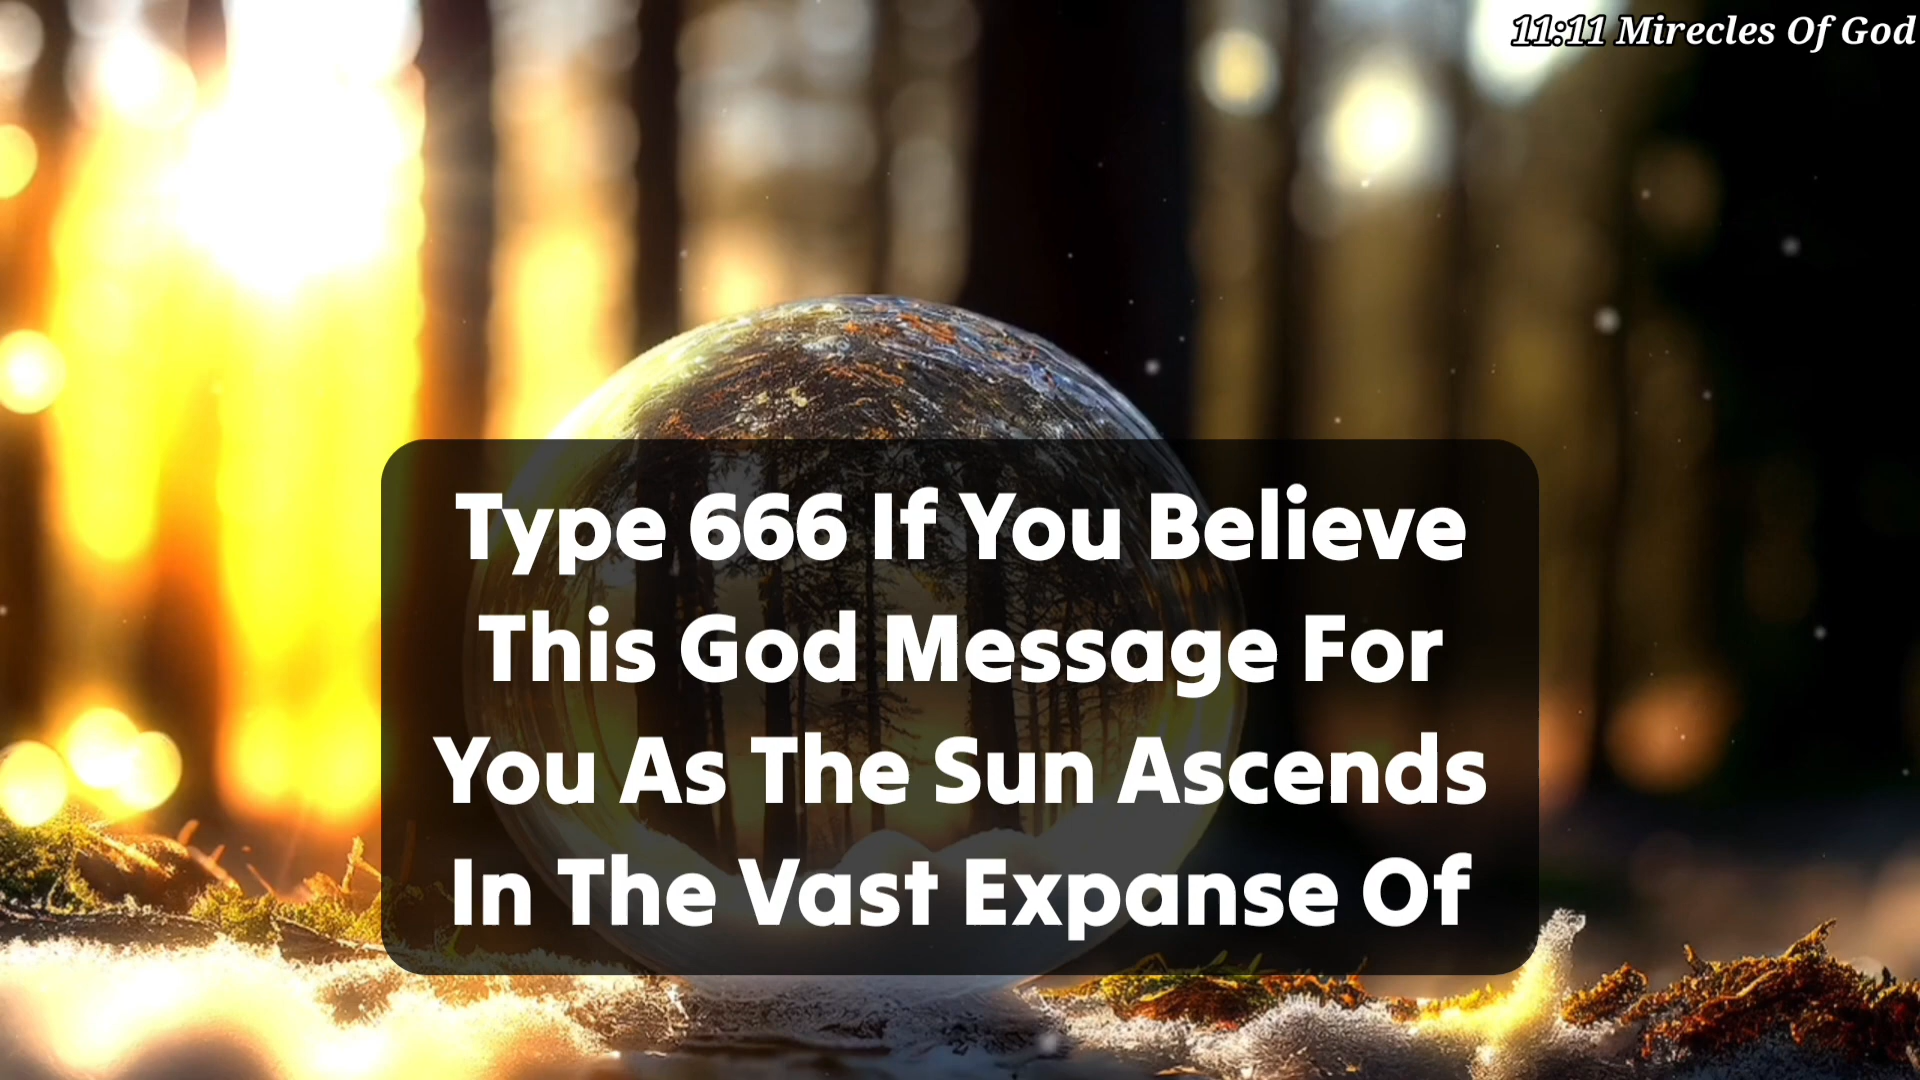 11:11 Mirecles Of God
Type 666 If You Believe
This God Message For
You As The Sun Ascends
In The Vast Expanse Of